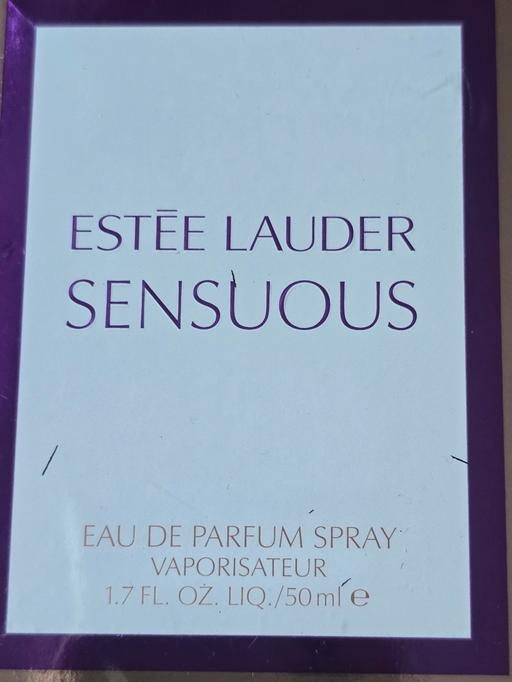 ESTĒE LAUDER
SENSUOUS
EAU DE PARFUM SPRAY
VAPORISATEUR
1.7 FL. OZ. LIQ./50 ml ℮